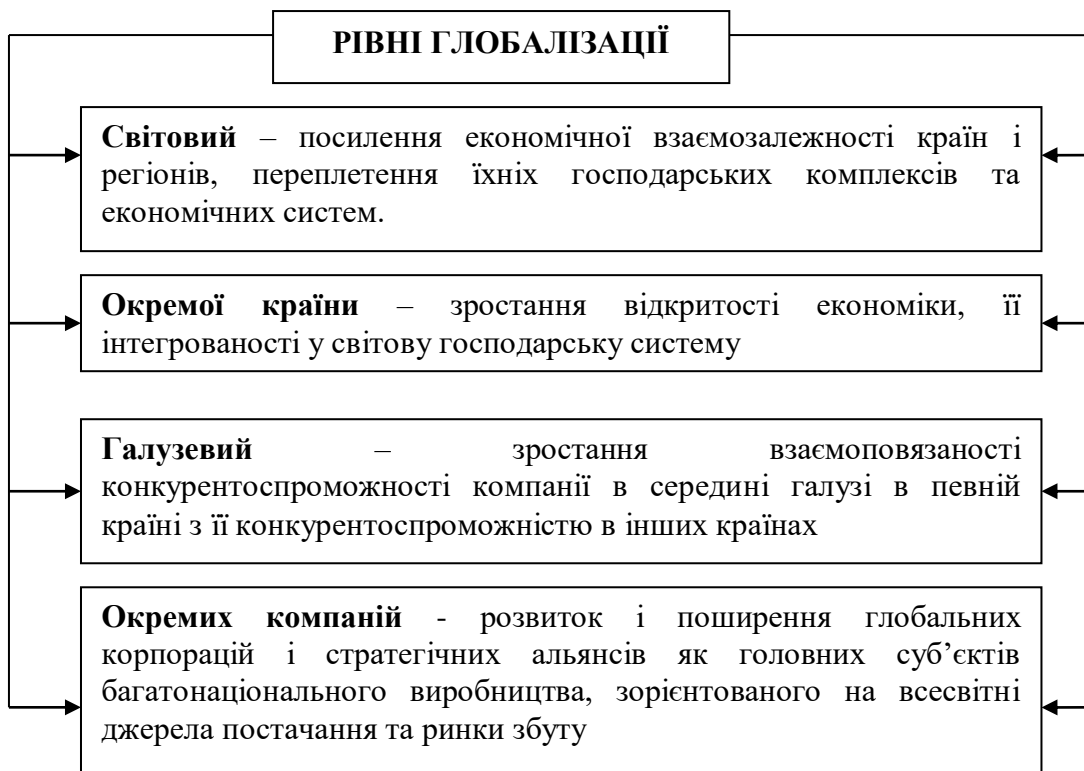 РІВНІ ГЛОБАЛІЗАЦІЇ
Світовий – посилення економічної взаємозалежності країн і
регіонів, переплетення їхніх господарських комплексів та
економічних систем.
Окремої країни – зростання відкритості економіки, її
інтегрованості у світову господарську систему
Галузевий – зростання взаємоповязаності
конкурентоспроможності компанії в середині галузі в певній
країні з її конкурентоспроможністю в інших країнах
Окремих компаній - розвиток і поширення глобальних
корпорацій і стратегічних альянсів як головних суб’єктів
багатонаціонального виробництва, зорієнтованого на всесвітні
джерела постачання та ринки збуту